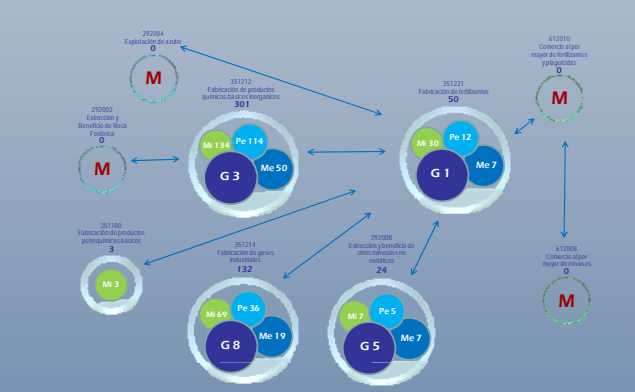 292004
Explotación de azufre
0
M
351212
Fabricación de productos
químicos básicos inorgánicos
301
Mi 134
Pe 114
G 3
Me 50
351221
Fabricación de fertilizantes
50
Mi 30
Pe 12
G 1
Me 7
612010
Comercio al por
mayor de fertilizantes
y plaguicidas
0
M
292002
Extracción y
Beneficio de Roca
Fosfórica
0
M
351100
Fabricación de productos
petroquímicos básicos
3
Mi 3
351214
Fabricación de gases
industriales
132
Mi 69
Pe 36
G 8
Me 19
292008
Extracción y beneficio de
otros minerales no
metálicos
24
Mi 7
Pe 5
G 5
Me 7
612008
Comercio al por
mayor de envases
0
M